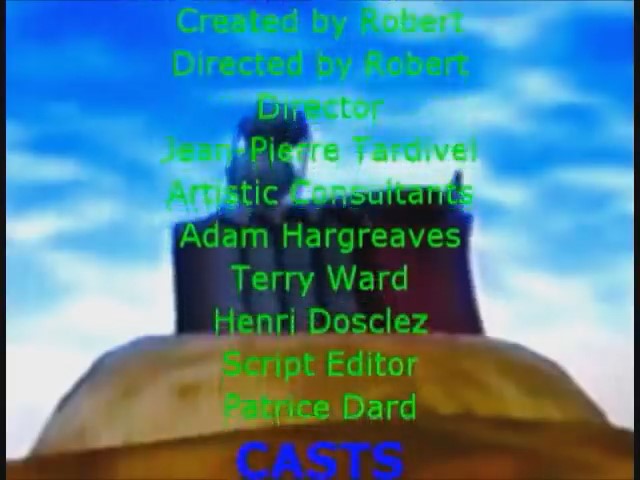 Created by Robert
Directed by Robert
Director
Jean-Pierre Tardivel
Artistic Consultants
Adam Hargreaves
Terry Ward
Henri Dosclez
Script Editor
Patrice Dard
CASTS